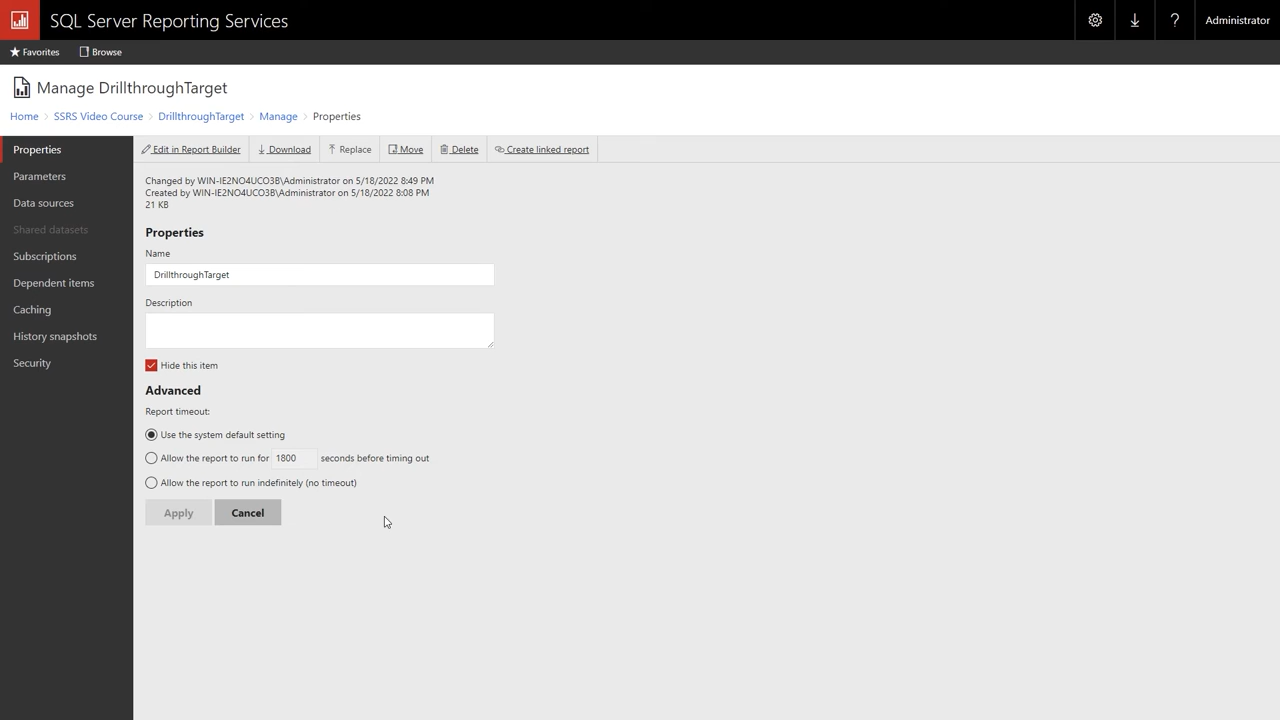 SQL Server Reporting Services
?
Administrator
Favorites
Browse
Manage DrillthroughTarget
Home > SSRS Video Course > DrillthroughTarget > Manage > Properties
Properties
Parameters
Data sources
Shared datasets
Subscriptions
Dependent items
Caching
History snapshots
Security
Edit in Report Builder
Download
Replace
Move
Delete
Create linked report
Changed by WIN-IE2NO4UCO3B\Administrator on 5/18/2022 8:49 PM
Created by WIN-IE2NO4UCO3B\Administrator on 5/18/2022 8:08 PM
21 KB
Properties
Name
DrillthroughTarget
Description
Hide this item
Advanced
Report timeout:
Use the system default setting
Allow the report to run for 1800 seconds before timing out
Allow the report to run indefinitely (no timeout)
Apply
Cancel